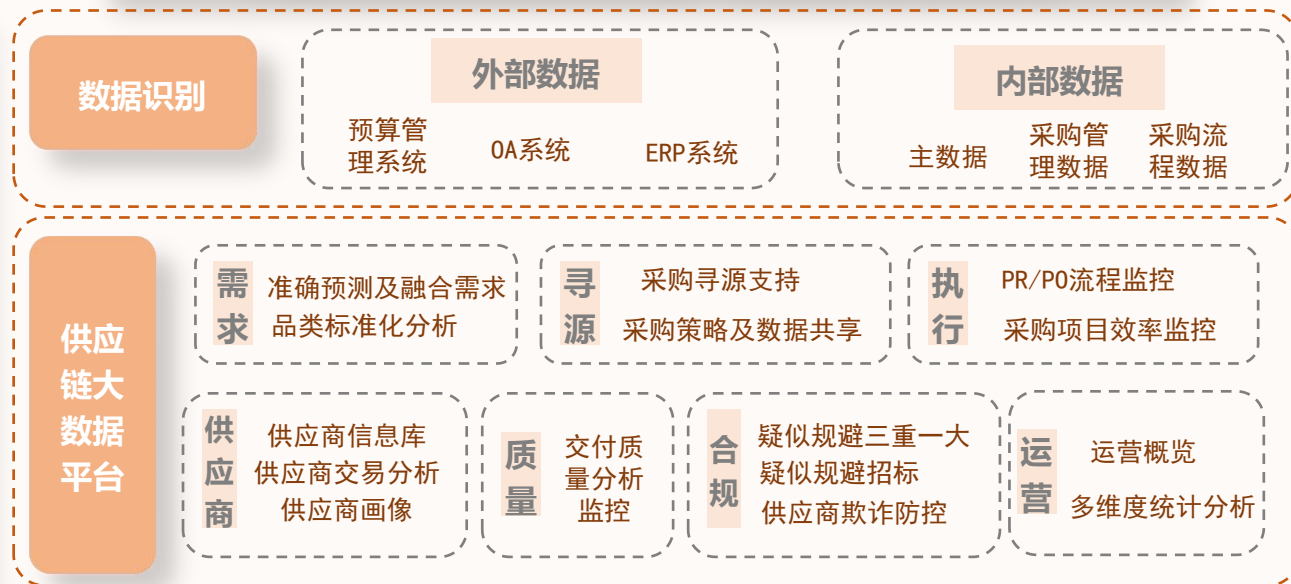 数据识别
外部数据
预算管
理系统
OA系统
ERP系统
内部数据
主数据
采购管
理数据
采购流
程数据
供应
链大
数据
平台
需
求
准确预测及融合需求
品类标准化分析
寻
源
采购寻源支持
采购策略及数据共享
执
行
PR/PO流程监控
采购项目效率监控
供
应
商
供应商信息库
供应商交易分析
供应商画像
质
量
交付质
量分析
监控
合
规
疑似规避三重一大
疑似规避招标
供应商欺诈防控
运
营
运营概览
多维度统计分析